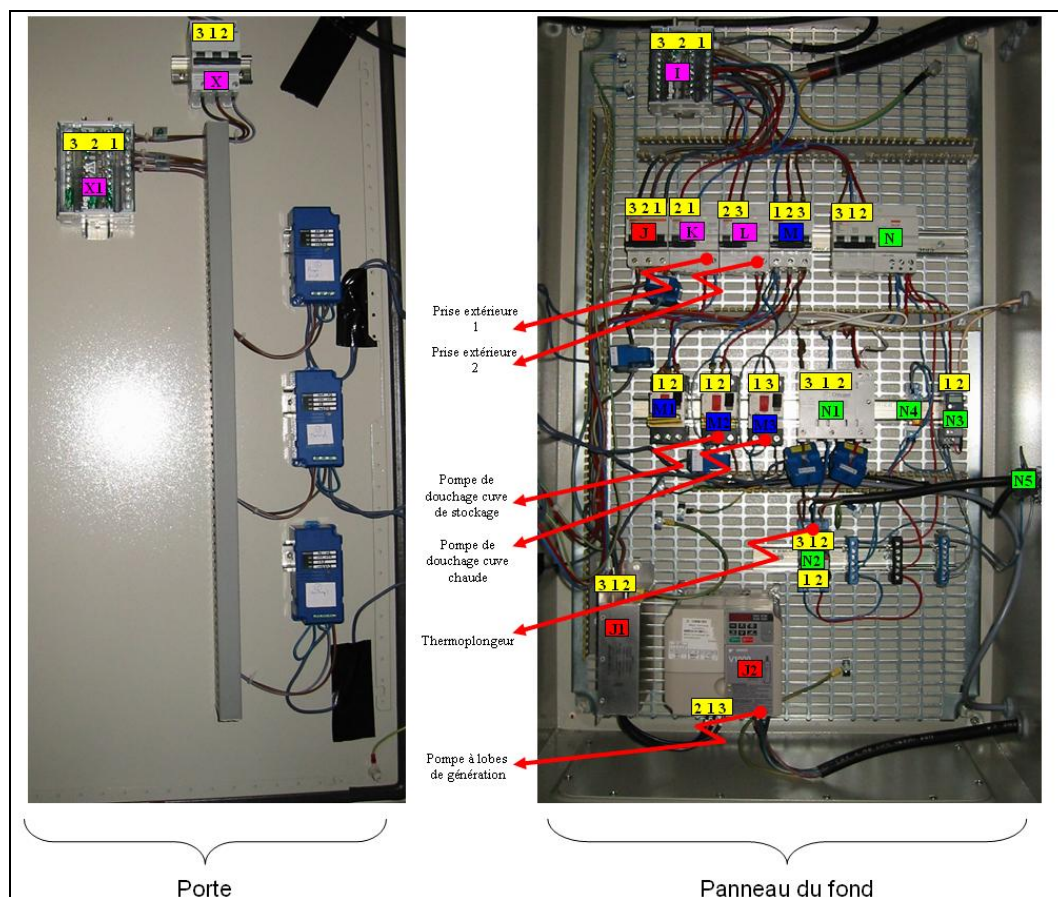 3 1 2
X
3 2 1
X1
3 2 1
I
3 2 1
2 1
2 3
1 2 3
3 1 2
J
K
L
M
N
Prise extérieure
1
Prise extérieure
2
1 2
1 2
1 3
3 1 2
1 2
M1
M2
M3
N1
N4
N3
Pompe de
douchage cuve
de stockage
N5
Pompe de
douchage cuve
chaude
3 1 2
N2
1 2
3 1 2
Thermoplongeur
J1
J2
2 1 3
Pompe à lobes
de génération
Porte
Panneau du fond